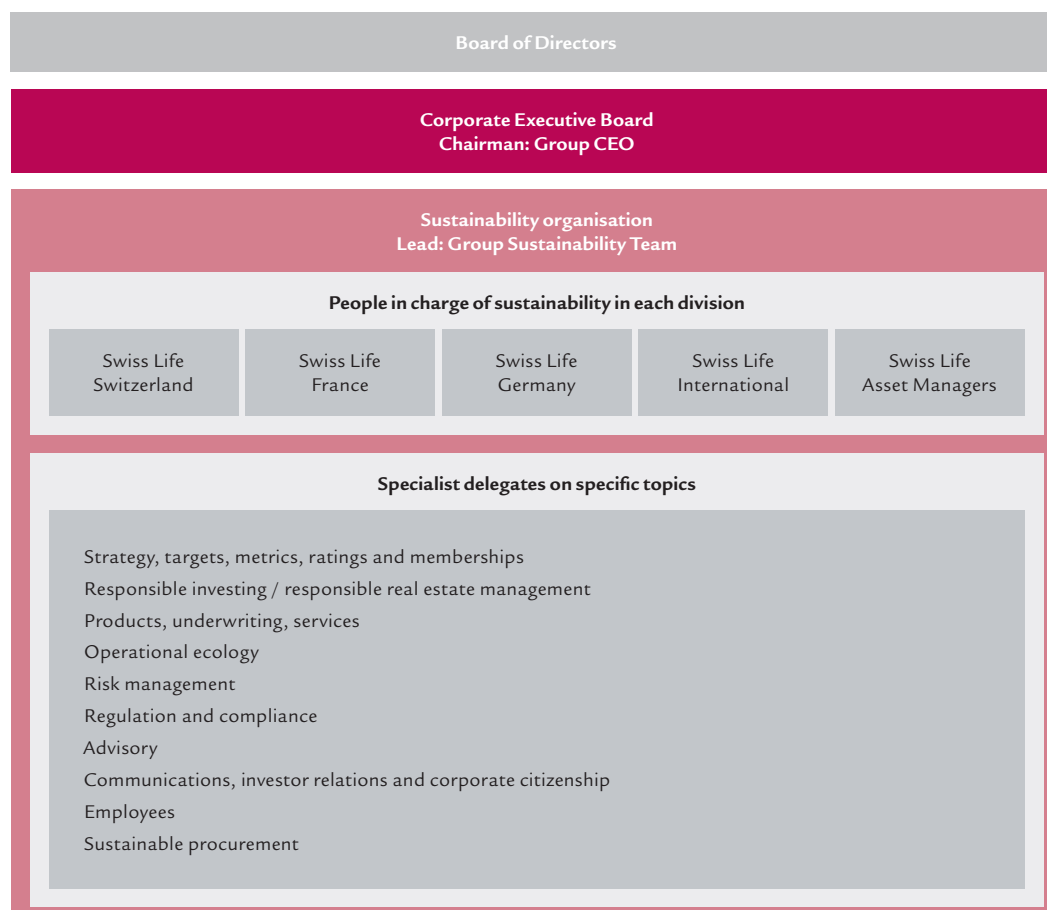 Board of Directors
Corporate Executive Board
Chairman: Group CEO
Sustainability organisation
Lead: Group Sustainability Team
People in charge of sustainability in each division
Swiss Life
Switzerland
Swiss Life
France
Swiss Life
Germany
Swiss Life
International
Swiss Life
Asset Managers
Specialist delegates on specific topics
Strategy, targets, metrics, ratings and memberships
Responsible investing / responsible real estate management
Products, underwriting, services
Operational ecology
Risk management
Regulation and compliance
Advisory
Communications, investor relations and corporate citizenship
Employees
Sustainable procurement